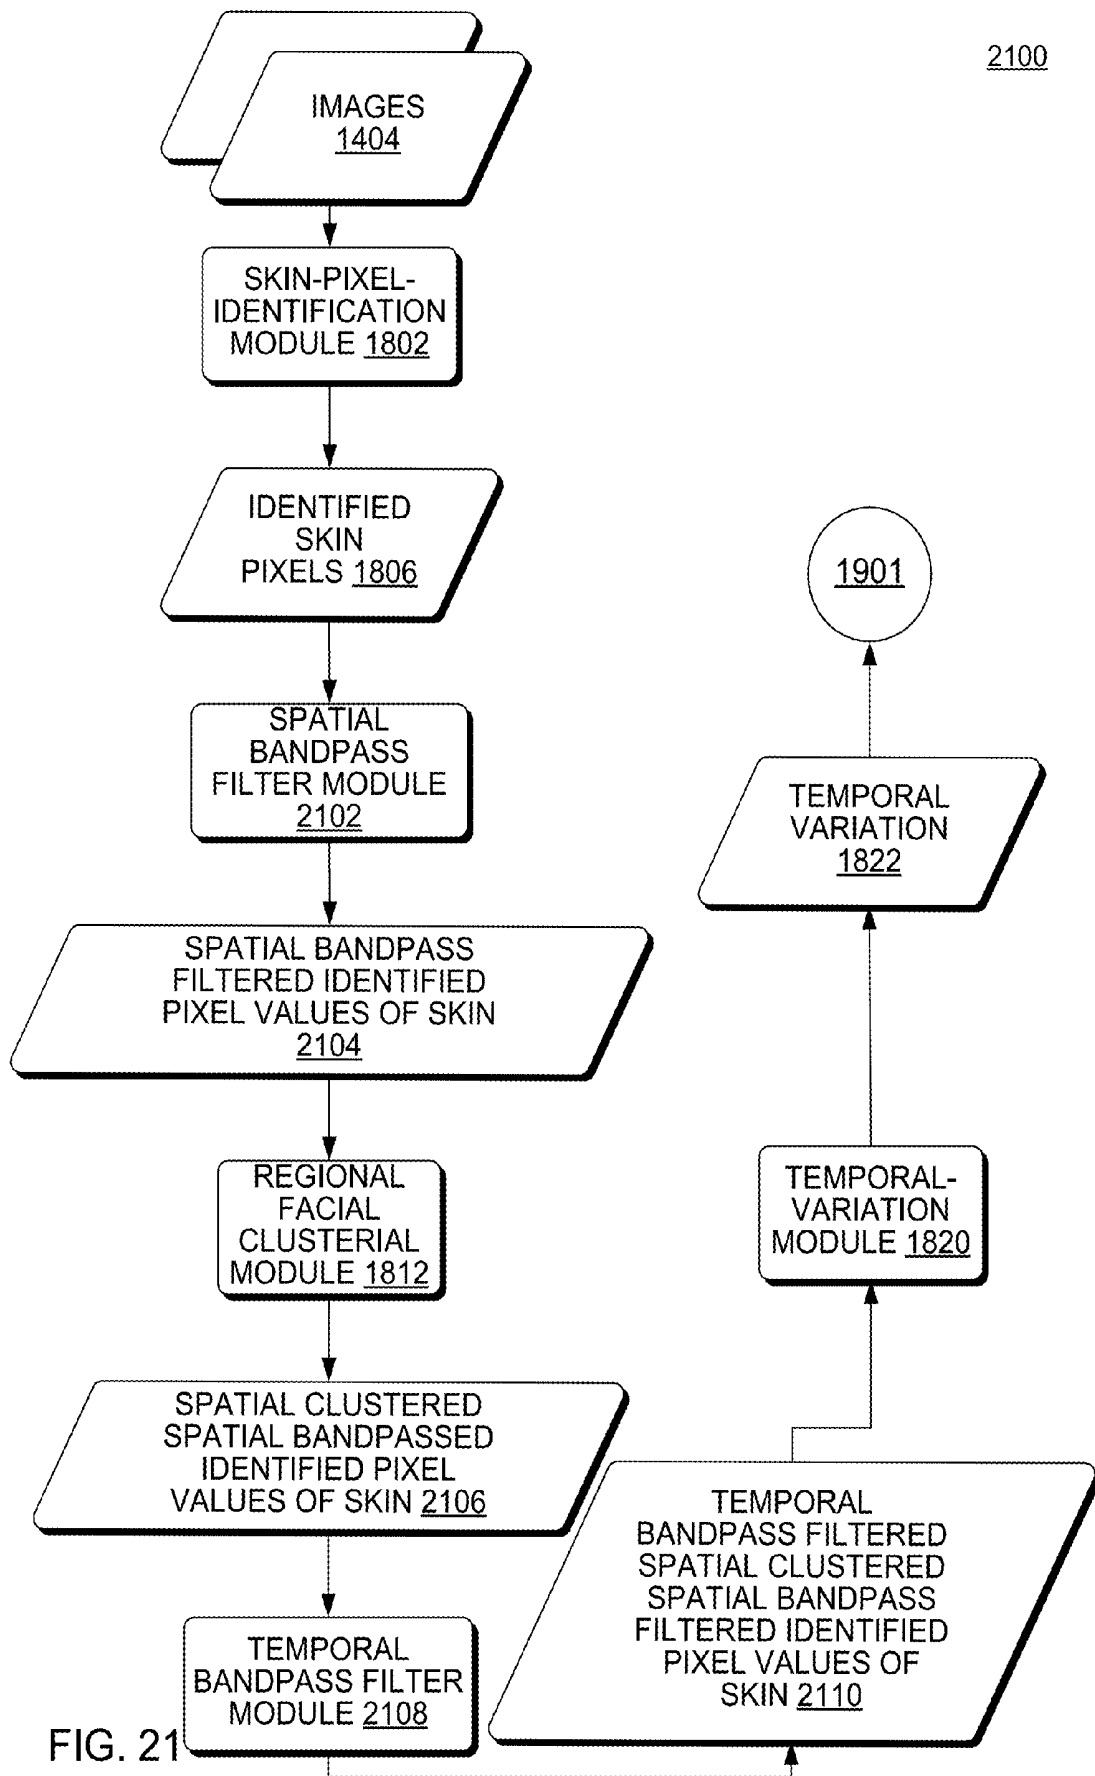 2100
IMAGES
1404
SKIN-PIXEL-
IDENTIFICATION
MODULE 1802
IDENTIFIED
SKIN
PIXELS 1806
SPATIAL
BANDPASS
FILTER MODULE
2102
SPATIAL BANDPASS
FILTERED IDENTIFIED
PIXEL VALUES OF SKIN
2104
REGIONAL
FACIAL
CLUSTERIAL
MODULE 1812
SPATIAL CLUSTERED
SPATIAL BANDPASSED
IDENTIFIED PIXEL
VALUES OF SKIN 2106
TEMPORAL
BANDPASS FILTER
MODULE 2108
TEMPORAL
BANDPASS FILTERED
SPATIAL CLUSTERED
SPATIAL BANDPASS
FILTERED IDENTIFIED
PIXEL VALUES OF
SKIN 2110
TEMPORAL-
VARIATION
MODULE 1820
TEMPORAL
VARIATION
1822
1901
FIG. 21